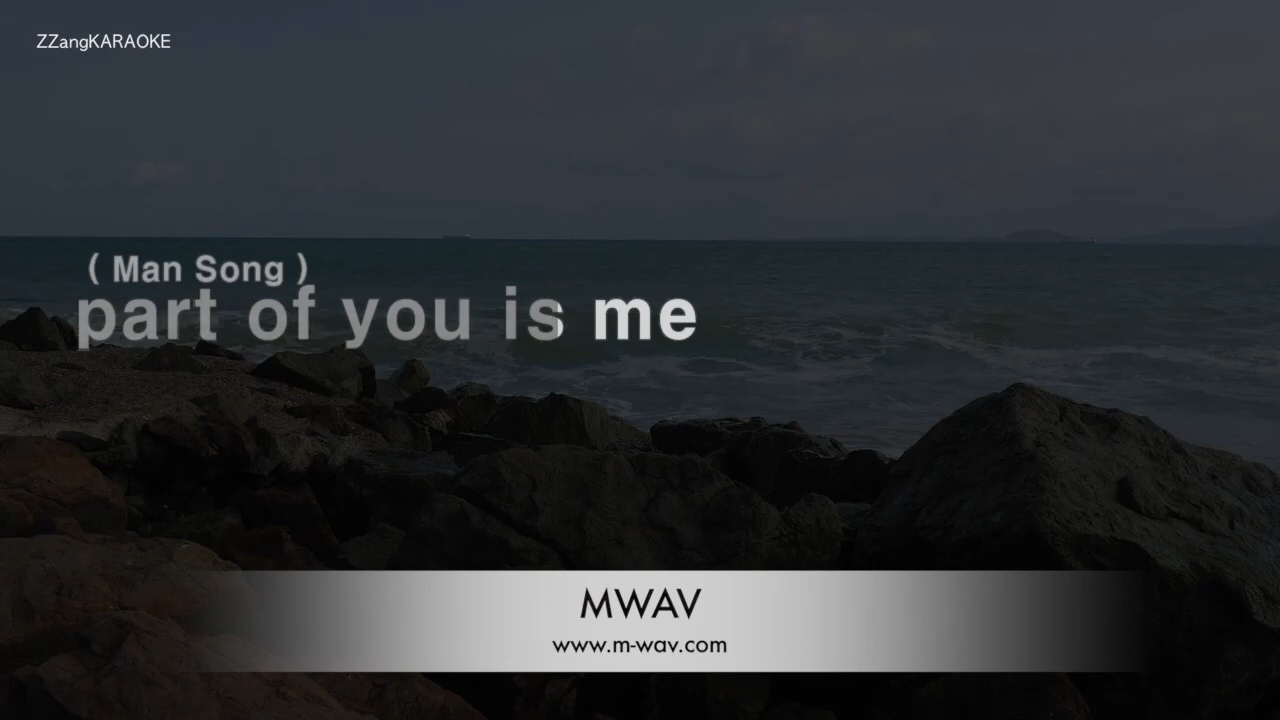 ZZangKARAOKE
( Man Song )
part of you is me
MWAV
www.m-wav.com